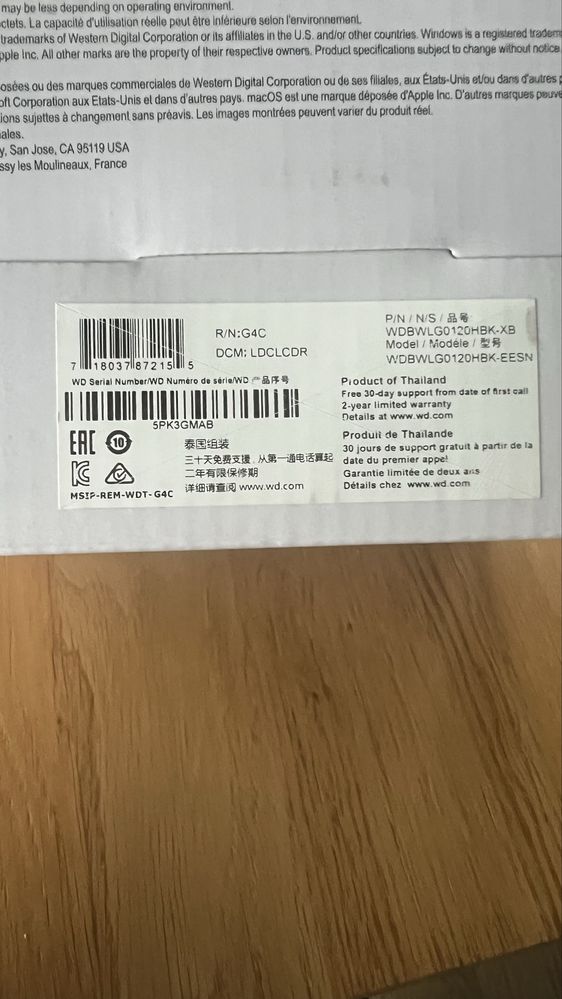 may be less depending on operating environment.
ctets. La capacité d'utilisation réelle peut être inférieure selon l'environnement.
trademarks of Western Digital Corporation or its affiliates in the U.S. and/or other countries. Windows is a registered tradem
pple Inc. All other marks are the property of their respective owners. Product specifications subject to change without notice
osées ou des marques commerciales de Western Digital Corporation ou de ses filiales, aux États-Unis et/ou dans d'autres p
oft Corporation aux Etats-Unis et dans d'autres pays. macOS est une marque déposée d'Apple Inc. D'autres marques peuve
ions sujettes à changement sans préavis. Les images montrées peuvent varier du produit réel.
ales.
y, San Jose, CA 95119 USA
ssy les Moulineaux, France
7 18037 87215 5
R/N:G4C
DCM: LDCLCDR
P/N / N/S / 品号
WDBWLG0120HBK-XB
Model / Modèle / 型号
WDBWLG0120HBK-EESN
WD Serial Number/WD Numéro de série/WD 产品序号
5PK3GMAB
EAC 10
MSIP-REM-WDT-G4C
泰国组装
三十天免费支援，从第一通电话算起
二年有限保修期
详细请查阅 www.wd.com
Product of Thailand
Free 30-day support from date of first call
2-year limited warranty
Details at www.wd.com
Produit de Thaïlande
30 jours de support gratuit à partir de la
date du premier appel
Garantie limitée de deux ans
Détails chez www.wd.com